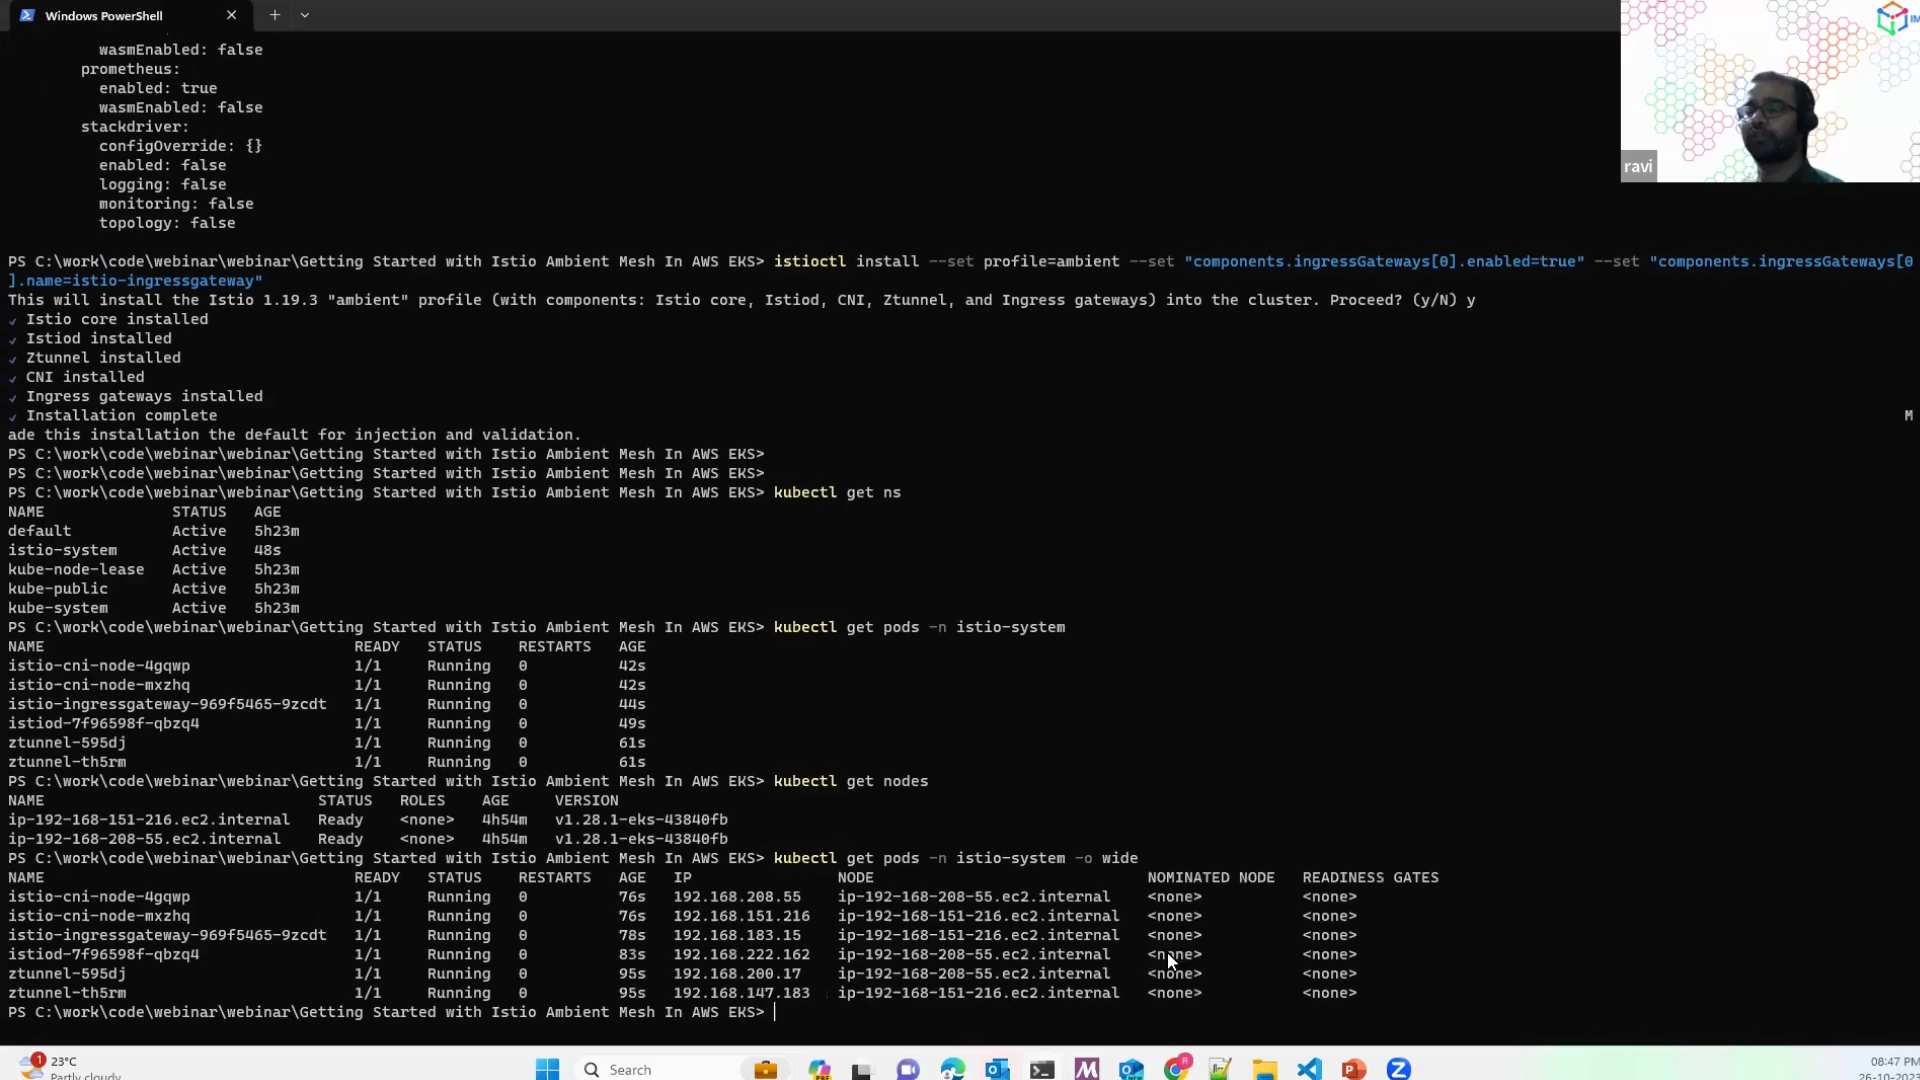 Windows PowerShell
wasmEnabled: false
prometheus:
enabled: true
wasmEnabled: false
stackdriver:
configOverride: {}
enabled: false
logging: false
monitoring: false
topology: false
IM
ravi
PS C:\work\code\webinar\webinar\Getting Started with Istio Ambient Mesh In AWS EKS> istioctl install --set profile=ambient --set "components.ingressGateways[0].enabled=true" --set "components.ingressGateways[0
].name=istio-ingressgateway"
This will install the Istio 1.19.3 "ambient" profile (with components: Istio core, Istiod, CNI, Ztunnel, and Ingress gateways) into the cluster. Proceed? (y/N) y
✓ Istio core installed
✓ Istiod installed
✓ Ztunnel installed
✓ CNI installed
✓ Ingress gateways installed
✓ Installation complete M
ade this installation the default for injection and validation.
PS C:\work\code\webinar\webinar\Getting Started with Istio Ambient Mesh In AWS EKS>
PS C:\work\code\webinar\webinar\Getting Started with Istio Ambient Mesh In AWS EKS>
PS C:\work\code\webinar\webinar\Getting Started with Istio Ambient Mesh In AWS EKS> kubectl get ns
NAME STATUS AGE
default Active 5h23m
istio-system Active 48s
kube-node-lease Active 5h23m
kube-public Active 5h23m
kube-system Active 5h23m
PS C:\work\code\webinar\webinar\Getting Started with Istio Ambient Mesh In AWS EKS> kubectl get pods -n istio-system
NAME READY STATUS RESTARTS AGE
istio-cni-node-4gqwp 1/1 Running 0 42s
istio-cni-node-mxzhq 1/1 Running 0 42s
istio-ingressgateway-969f5465-9zcdt 1/1 Running 0 44s
istiod-7f96598f-qbzq4 1/1 Running 0 49s
ztunnel-595dj 1/1 Running 0 61s
ztunnel-th5rm 1/1 Running 0 61s
PS C:\work\code\webinar\webinar\Getting Started with Istio Ambient Mesh In AWS EKS> kubectl get nodes
NAME STATUS ROLES AGE VERSION
ip-192-168-151-216.ec2.internal Ready <none> 4h54m v1.28.1-eks-43840fb
ip-192-168-208-55.ec2.internal Ready <none> 4h54m v1.28.1-eks-43840fb
PS C:\work\code\webinar\webinar\Getting Started with Istio Ambient Mesh In AWS EKS> kubectl get pods -n istio-system -o wide
NAME READY STATUS RESTARTS AGE IP NODE NOMINATED NODE READINESS GATES
istio-cni-node-4gqwp 1/1 Running 0 76s 192.168.208.55 ip-192-168-208-55.ec2.internal <none> <none>
istio-cni-node-mxzhq 1/1 Running 0 76s 192.168.151.216 ip-192-168-151-216.ec2.internal <none> <none>
istio-ingressgateway-969f5465-9zcdt 1/1 Running 0 78s 192.168.183.15 ip-192-168-151-216.ec2.internal <none> <none>
istiod-7f96598f-qbzq4 1/1 Running 0 83s 192.168.222.162 ip-192-168-208-55.ec2.internal <none> <none>
ztunnel-595dj 1/1 Running 0 95s 192.168.200.17 ip-192-168-208-55.ec2.internal <none> <none>
ztunnel-th5rm 1/1 Running 0 95s 192.168.147.183 ip-192-168-151-216.ec2.internal <none> <none>
PS C:\work\code\webinar\webinar\Getting Started with Istio Ambient Mesh In AWS EKS>
1 23°C
Partly cloudy
Search
08:47 PM
26-10-2023